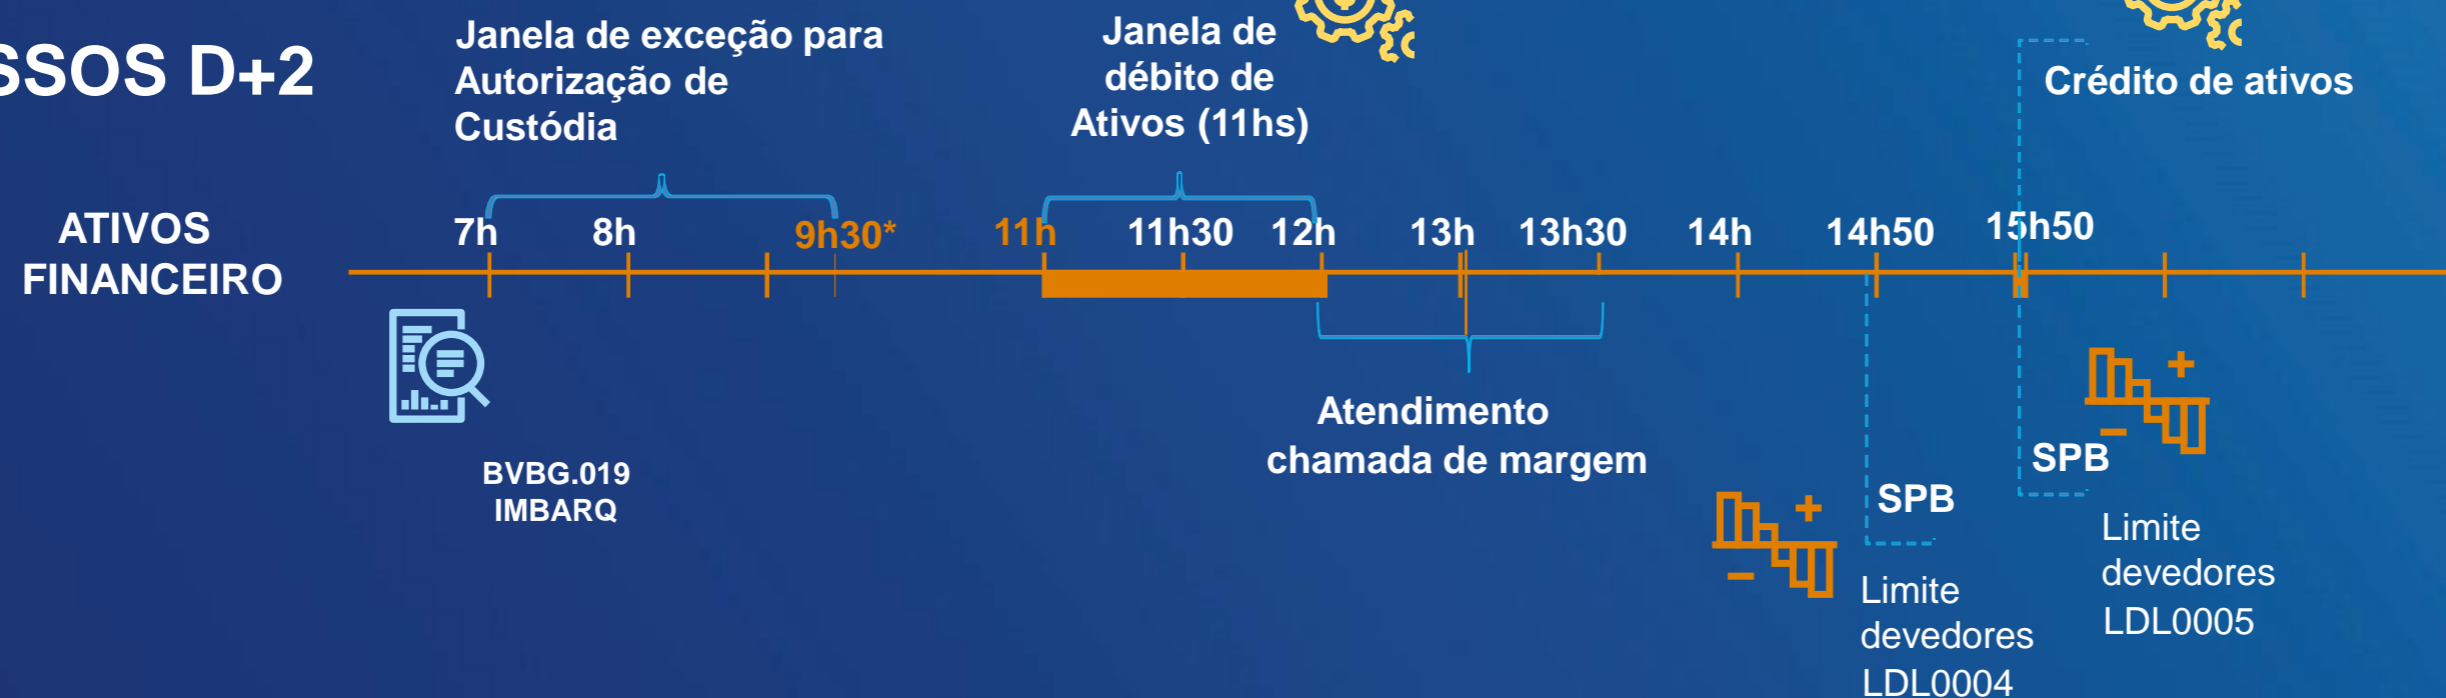 SSOS D+2
Janela de exceção para
Autorização de
Custódia
Janela de
débito de
Ativos (11hs)
Crédito de ativos
ATIVOS
FINANCEIRO
7h 8h 9h30* 11h 11h30 12h 13h 13h30 14h 14h50 15h50
BVBG.019
IMBARQ
Atendimento
chamada de margem
SPB
Limite
devedores
LDL0004
SPB
Limite
devedores
LDL0005